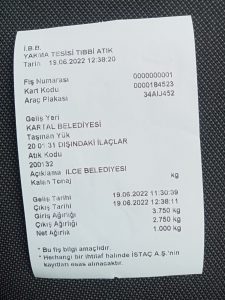 İ.B.B.
YAKMA TESİSİ TIBBİ ATIK
Tarih 19.06.2022 12:38:20
Fiş Numarası 0000000001
Kart Kodu 0000184523
Araç Plakası 34AIJ452
Geliş Yeri
KARTAL BELEDİYESİ
Taşınan Yük
20 01 31 DIŞINDAKİ İLAÇLAR
Atık Kodu
200132
Açıklama İLCE BELEDİYESİ
Kalan Tonaj kg
Geliş Tarihi 19.06.2022 11:30:39
Çıkış Tarihi 19.06.2022 12:38:11
Giriş Ağırlığı 3.750 kg
Çıkış Ağırlığı 2.750 kg
Net Ağırlık 1.000 kg
* Bu fiş bilgi amaçlıdır.
* Herhangi bir ihtilaf halinde İSTAÇ A.Ş.'nin
kayıtları esas alınacaktır.